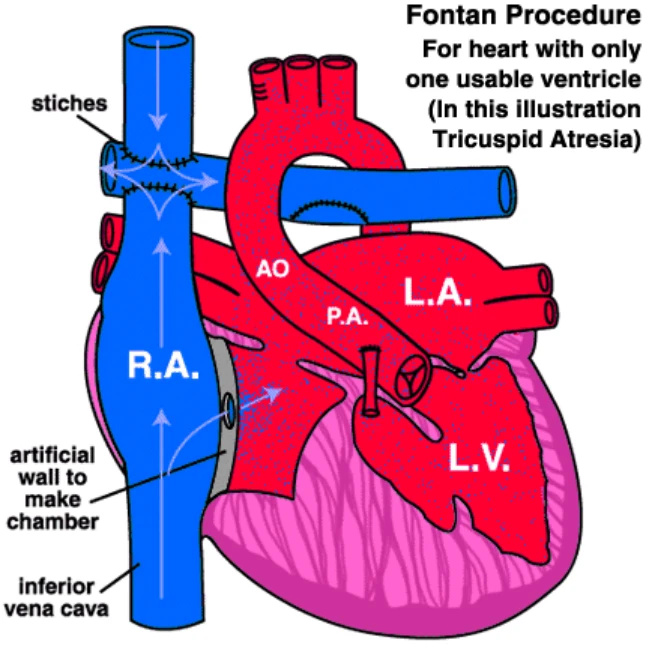 Fontan Procedure
For heart with only
one usable ventricle
(In this illustration
Tricuspid Atresia)
stiches
AO
P.A.
L.A.
R.A.
L.V.
artificial
wall to
make
chamber
inferior
vena cava